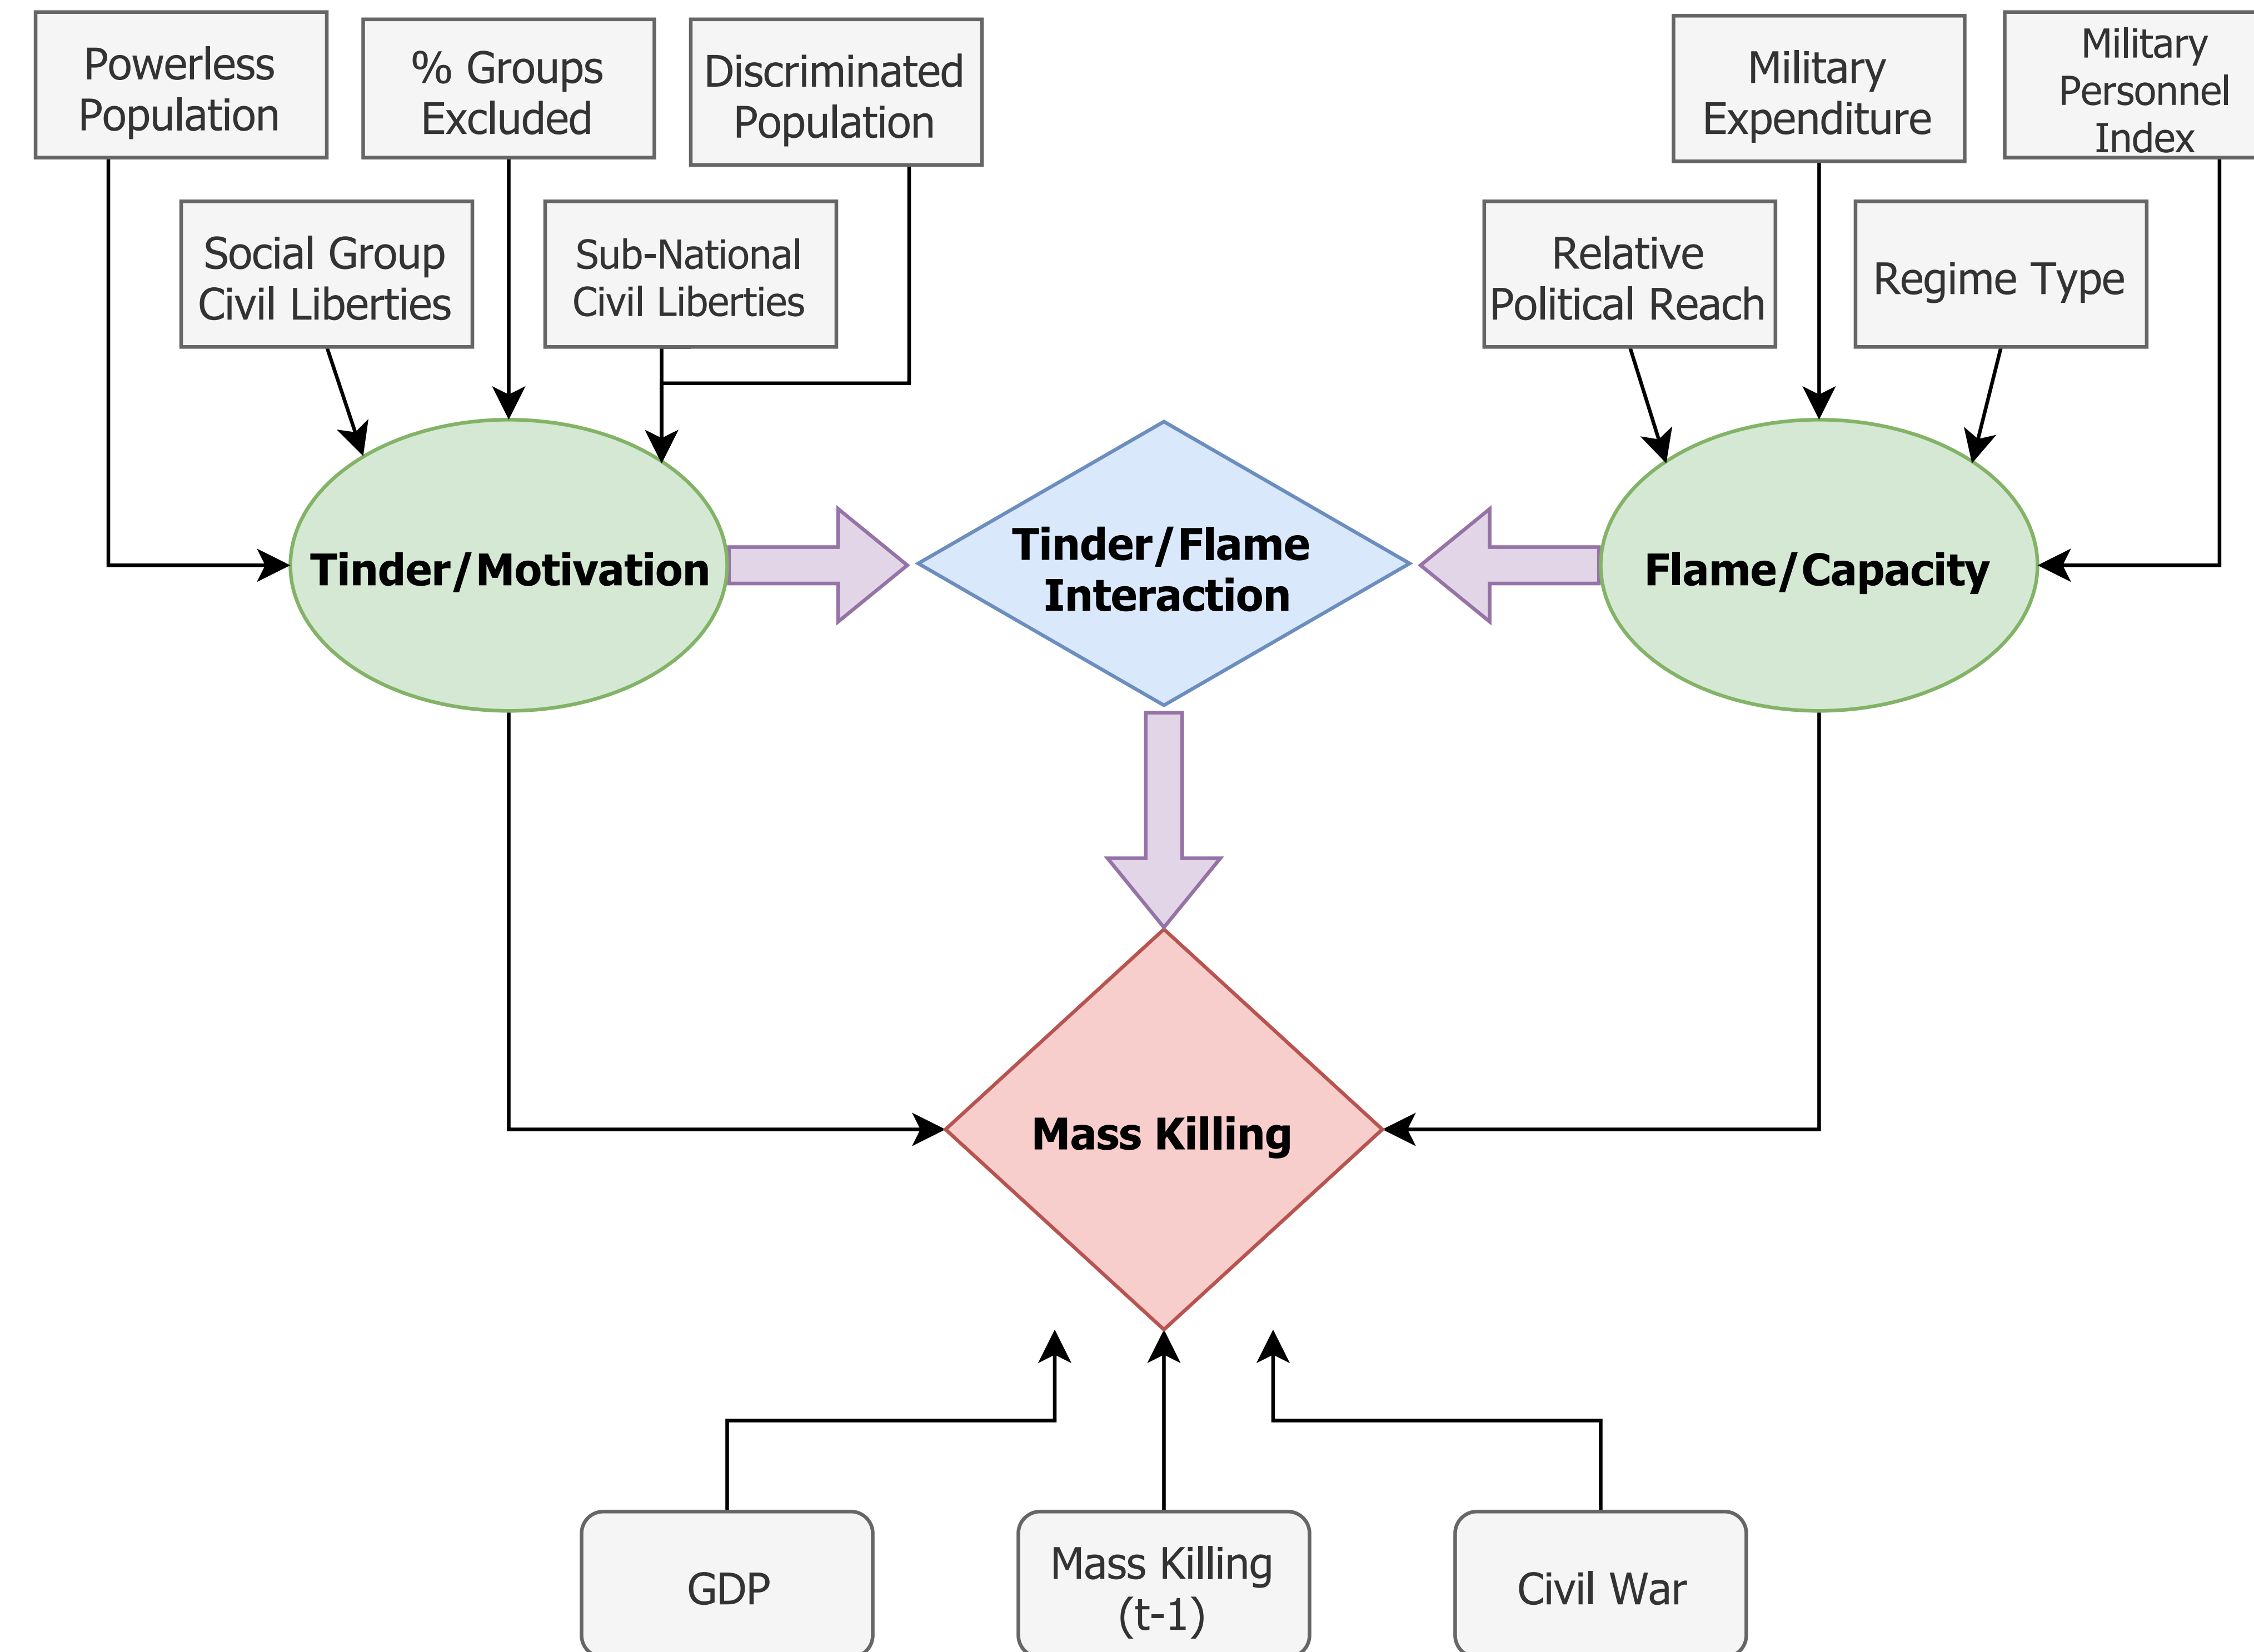 Powerless
Population
% Groups
Excluded
Discriminated
Population
Military
Expenditure
Military
Personnel
Index
Social Group
Civil Liberties
Sub-National
Civil Liberties
Relative
Political Reach
Regime Type
Tinder/Motivation
Tinder/Flame
Interaction
Flame/Capacity
Mass Killing
GDP
Mass Killing
(t-1)
Civil War